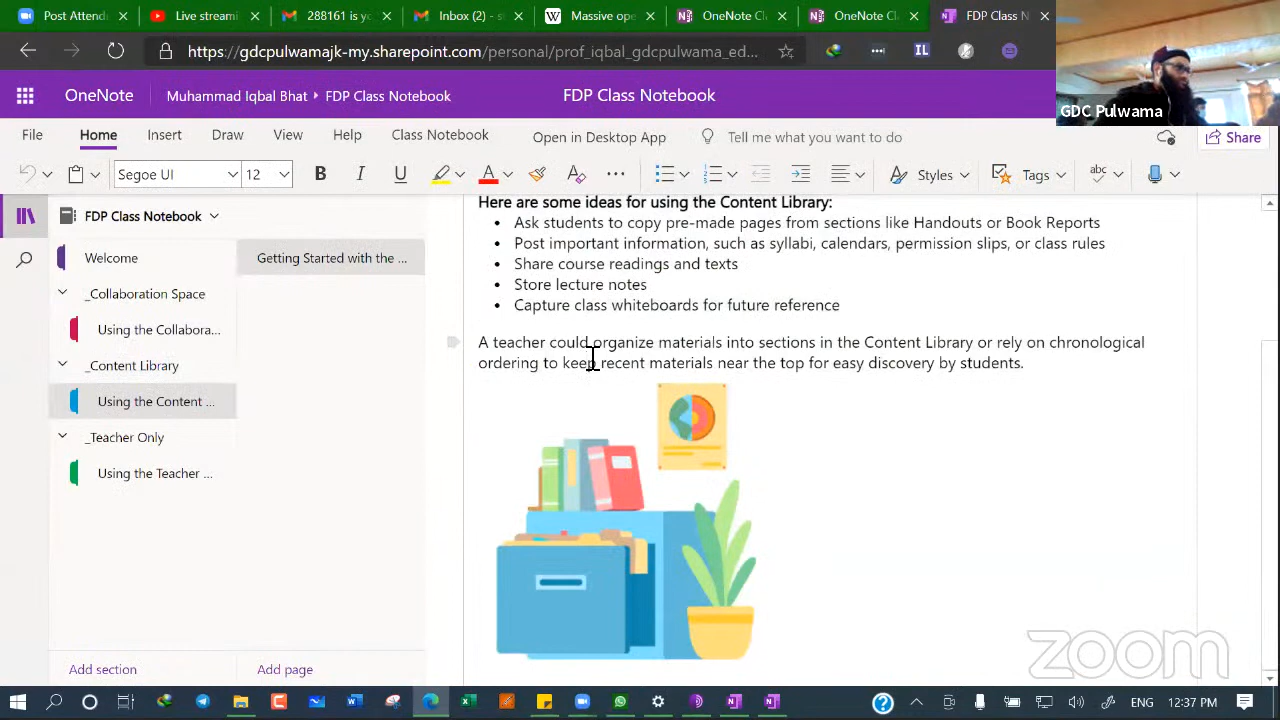 Post Attend
Live streami
288161 is yo
Inbox (2) - s
W Massive ope
OneNote C
OneNote C
FDP Class N
https://gdcpulwamajk-my.sharepoint.com/personal/prof_iqbal_gdcpulwama_ed...
IL
GDC Pulwama
OneNote Muhammad Iqbal Bhat FDP Class Notebook FDP Class Notebook
File Home Insert Draw View Help Class Notebook Open in Desktop App Tell me what you want to do Share
Segoe UI 12 B I U A Styles Tags abc
FDP Class Notebook
Welcome
_Collaboration Space
Using the Collabora...
_Content Library
Using the Content ...
_Teacher Only
Using the Teacher ...
Add section
Getting Started with the ...
Add page
Here are some ideas for using the Content Library:
• Ask students to copy pre-made pages from sections like Handouts or Book Reports
• Post important information, such as syllabi, calendars, permission slips, or class rules
• Share course readings and texts
• Store lecture notes
• Capture class whiteboards for future reference
A teacher could organize materials into sections in the Content Library or rely on chronological
ordering to keep recent materials near the top for easy discovery by students.
zoom
ENG 12:37 PM